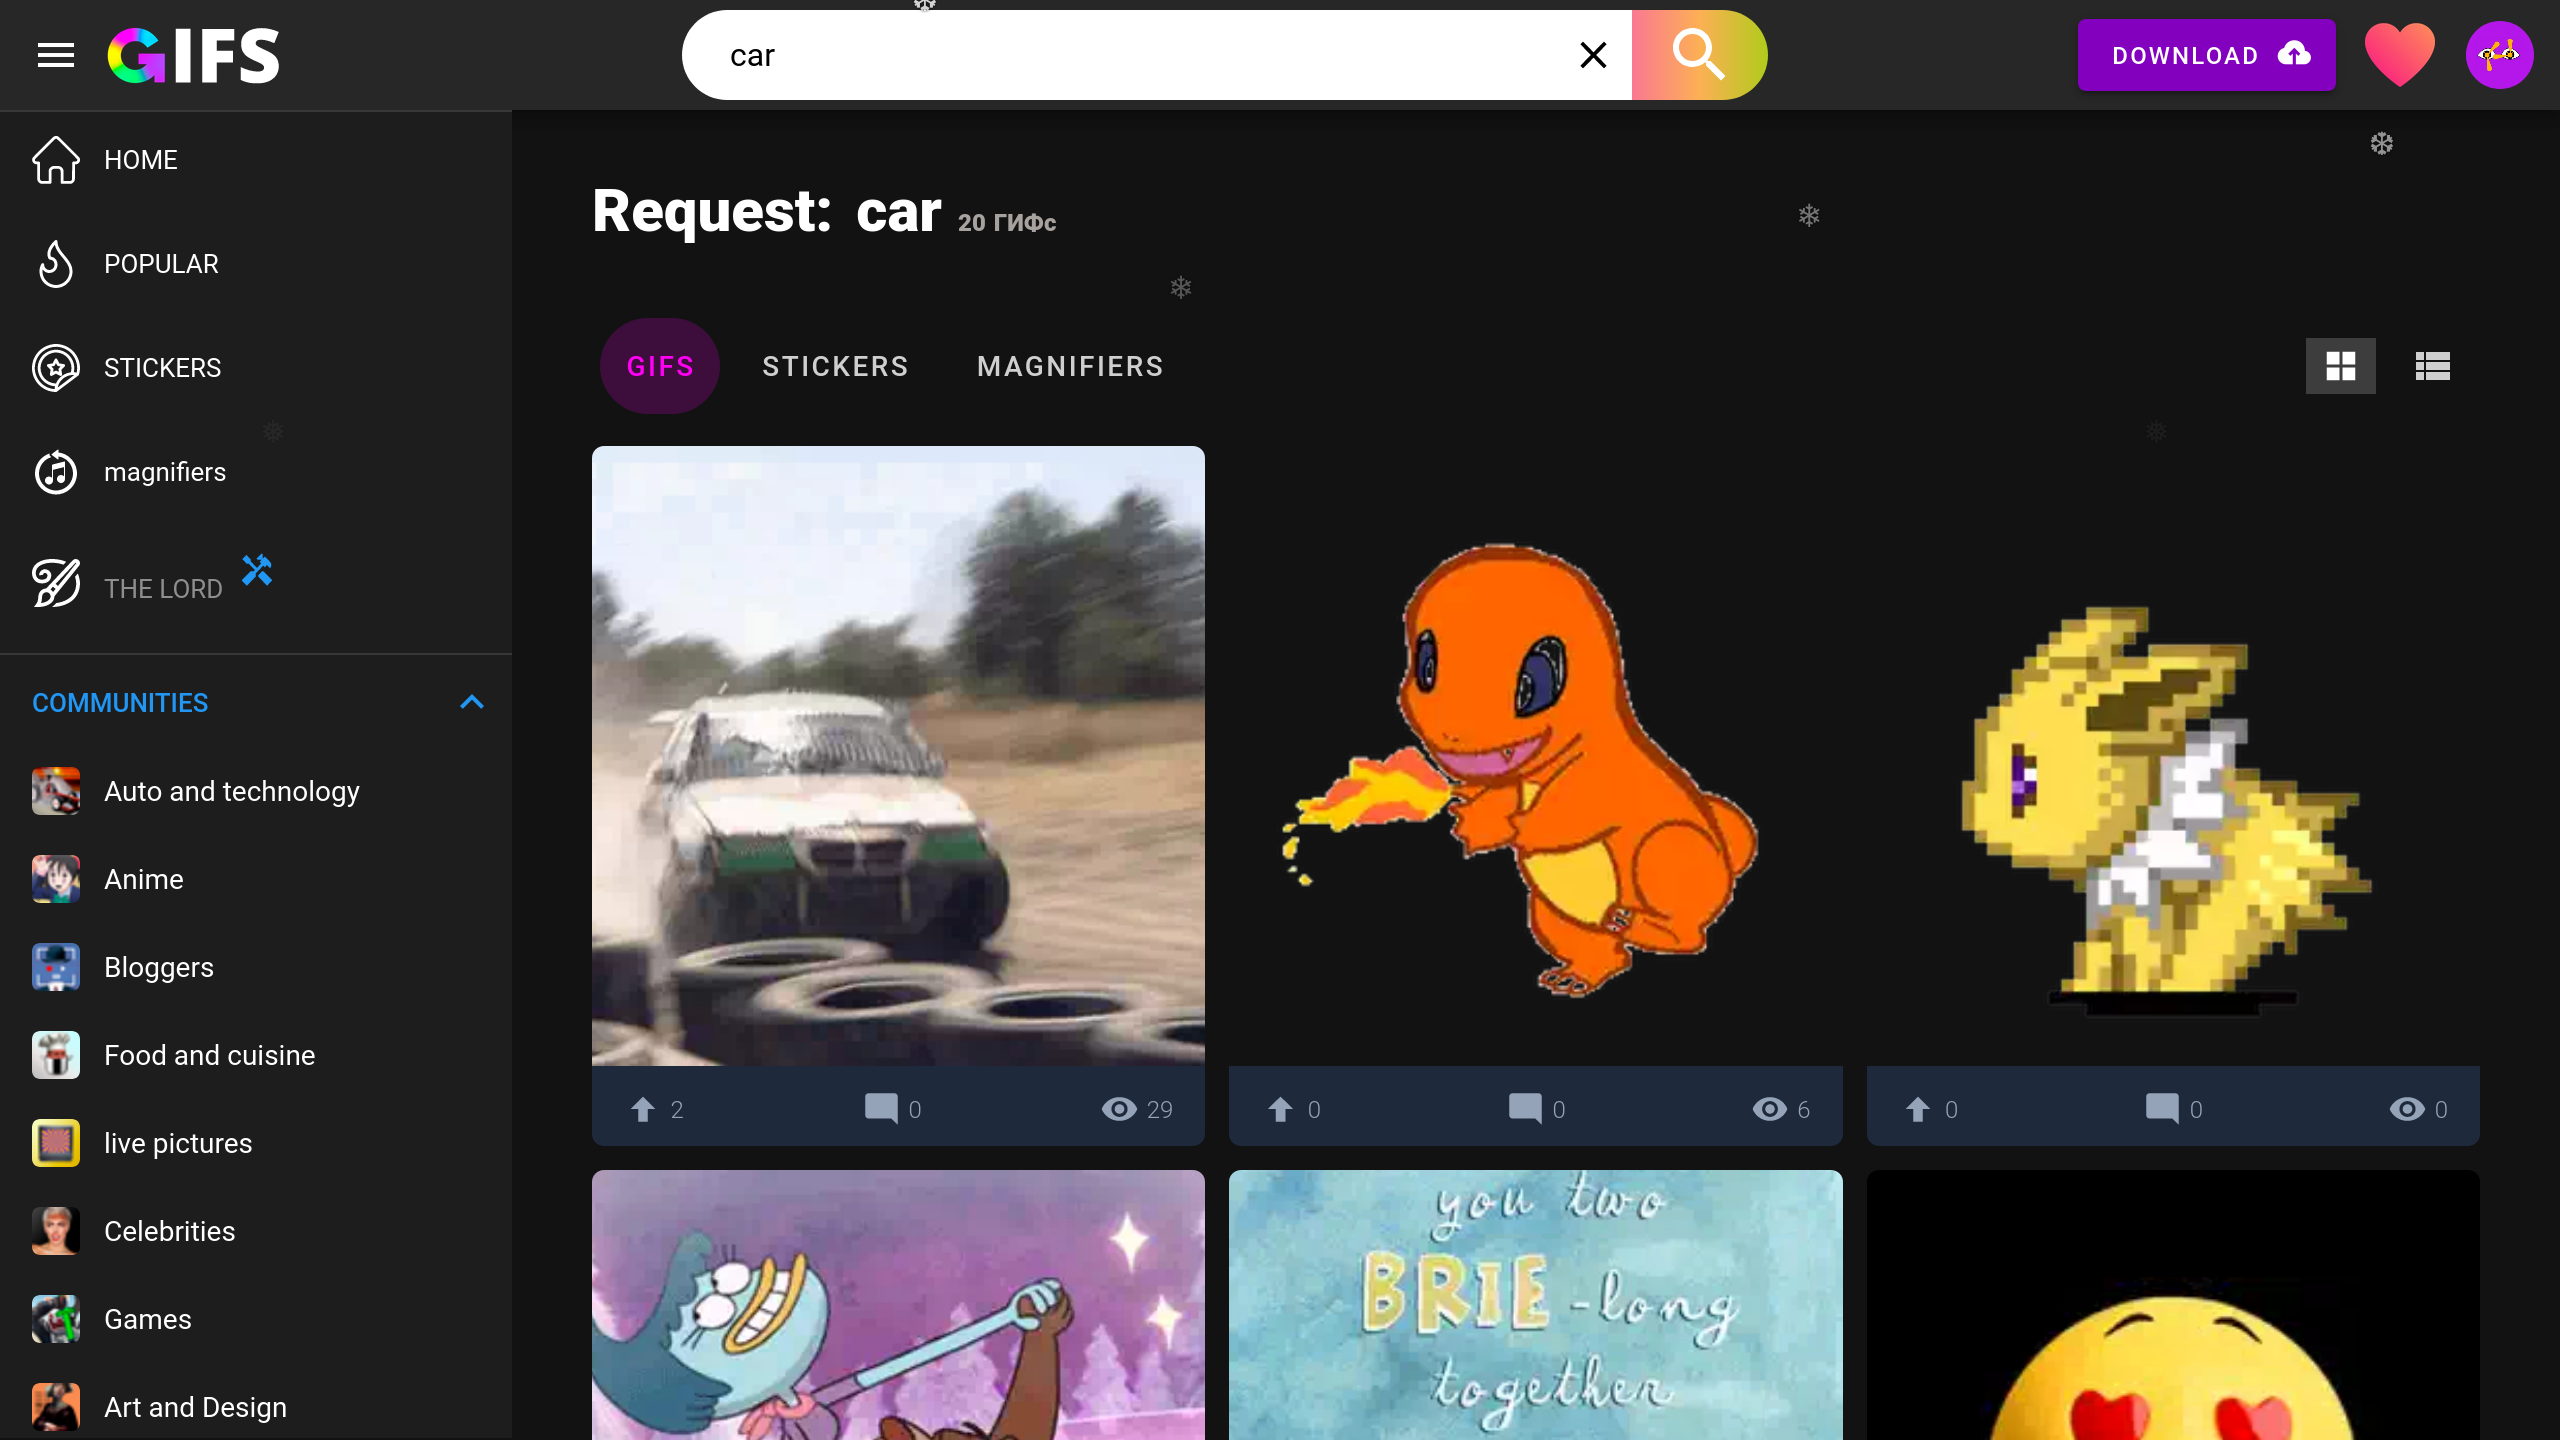 GIFS
car
DOWNLOAD
HOME
POPULAR
STICKERS
magnifiers
THE LORD
COMMUNITIES
Auto and technology
Anime
Bloggers
Food and cuisine
live pictures
Celebrities
Games
Art and Design
Request: car 20 ГИФс
GIFS STICKERS MAGNIFIERS
2 0 29
0 0 6
0 0 0
you two
BRIE -long
together